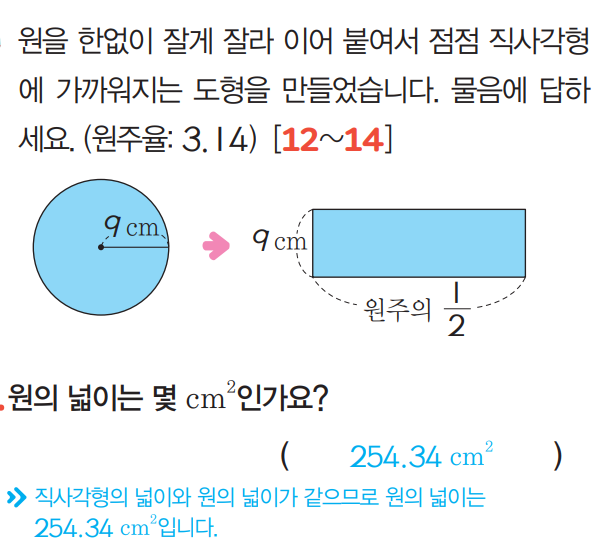 원을 한없이 잘게 잘라 이어 붙여서 점점 직사각형
에 가까워지는 도형을 만들었습니다. 물음에 답하
세요. (원주율: 3.14) [12~14]
9 cm
9 cm
원주의 1/2
원의 넓이는 몇 cm²인가요?
( 254.34 cm² )
직사각형의 넓이와 원의 넓이가 같으므로 원의 넓이는
254.34 cm²입니다.